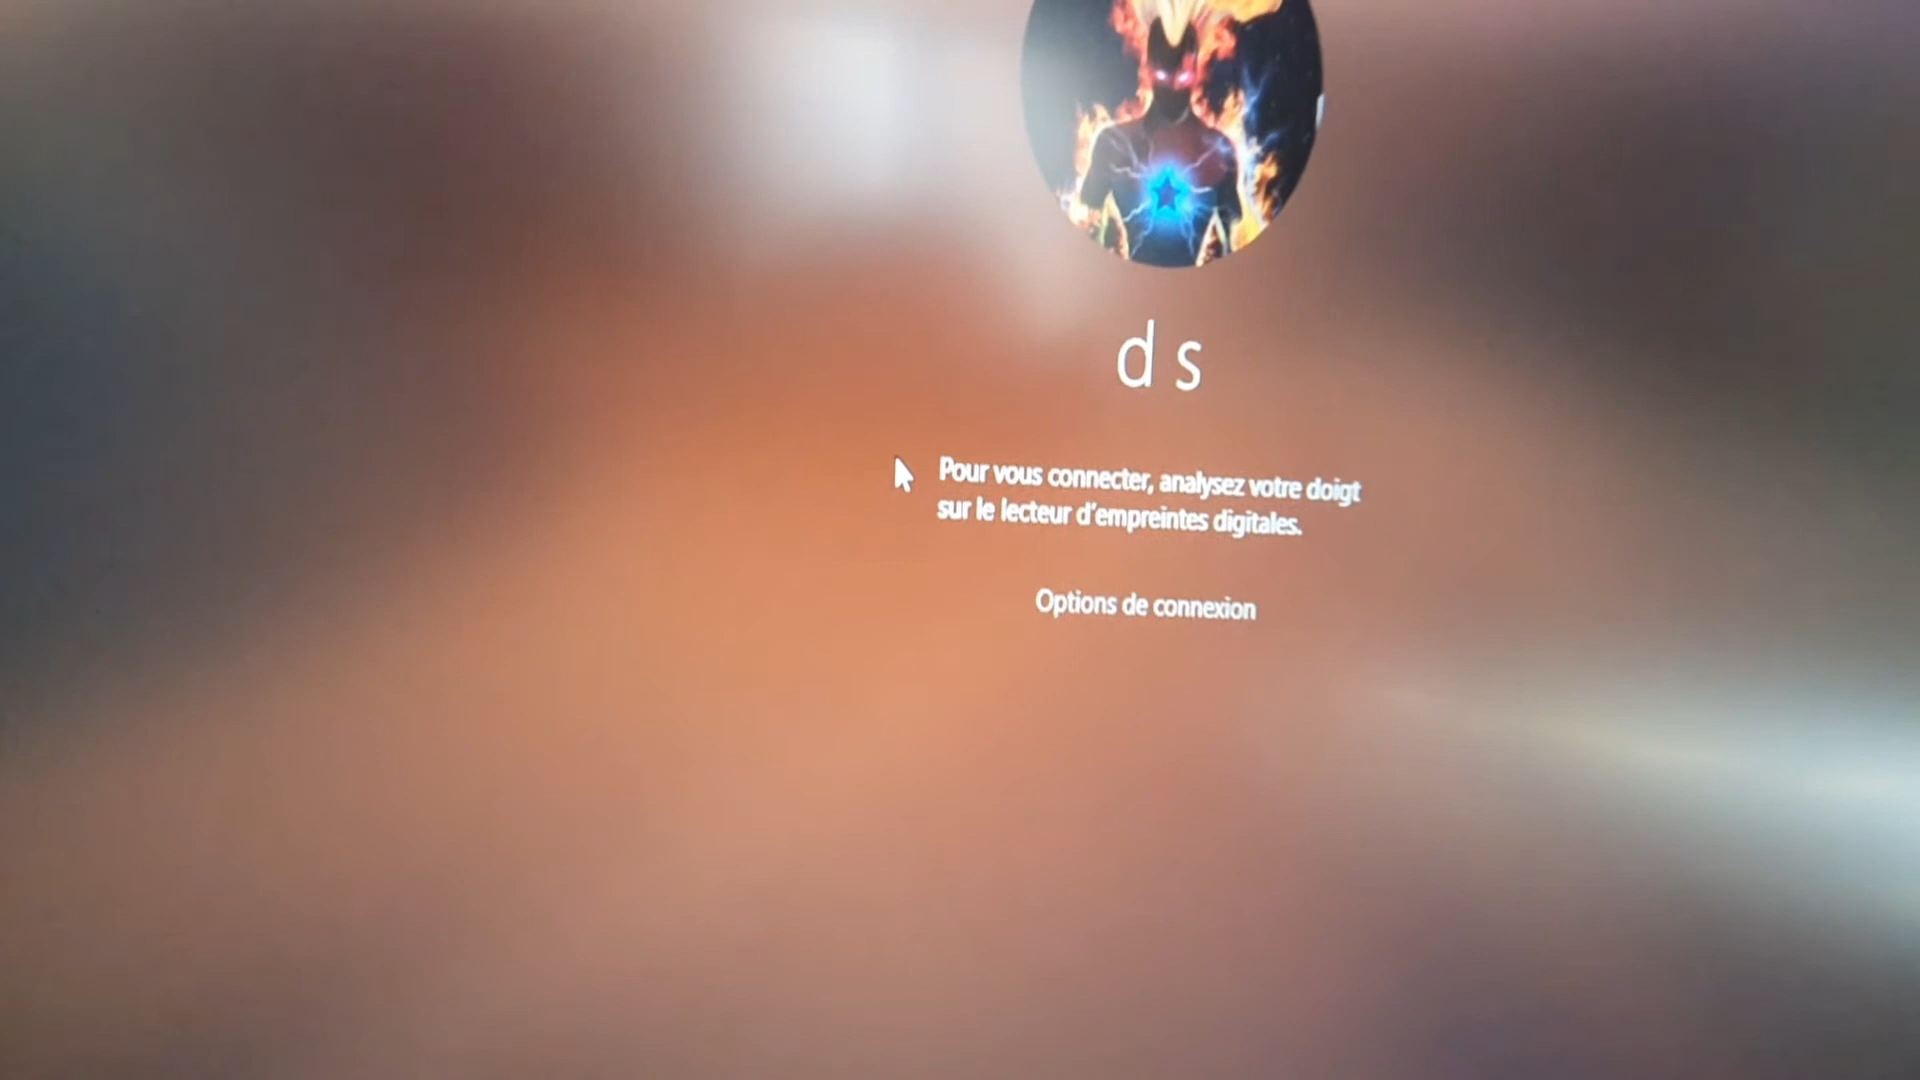 d s
Pour vous connecter, analysez votre doigt
sur le lecteur d'empreintes digitales.
Options de connexion